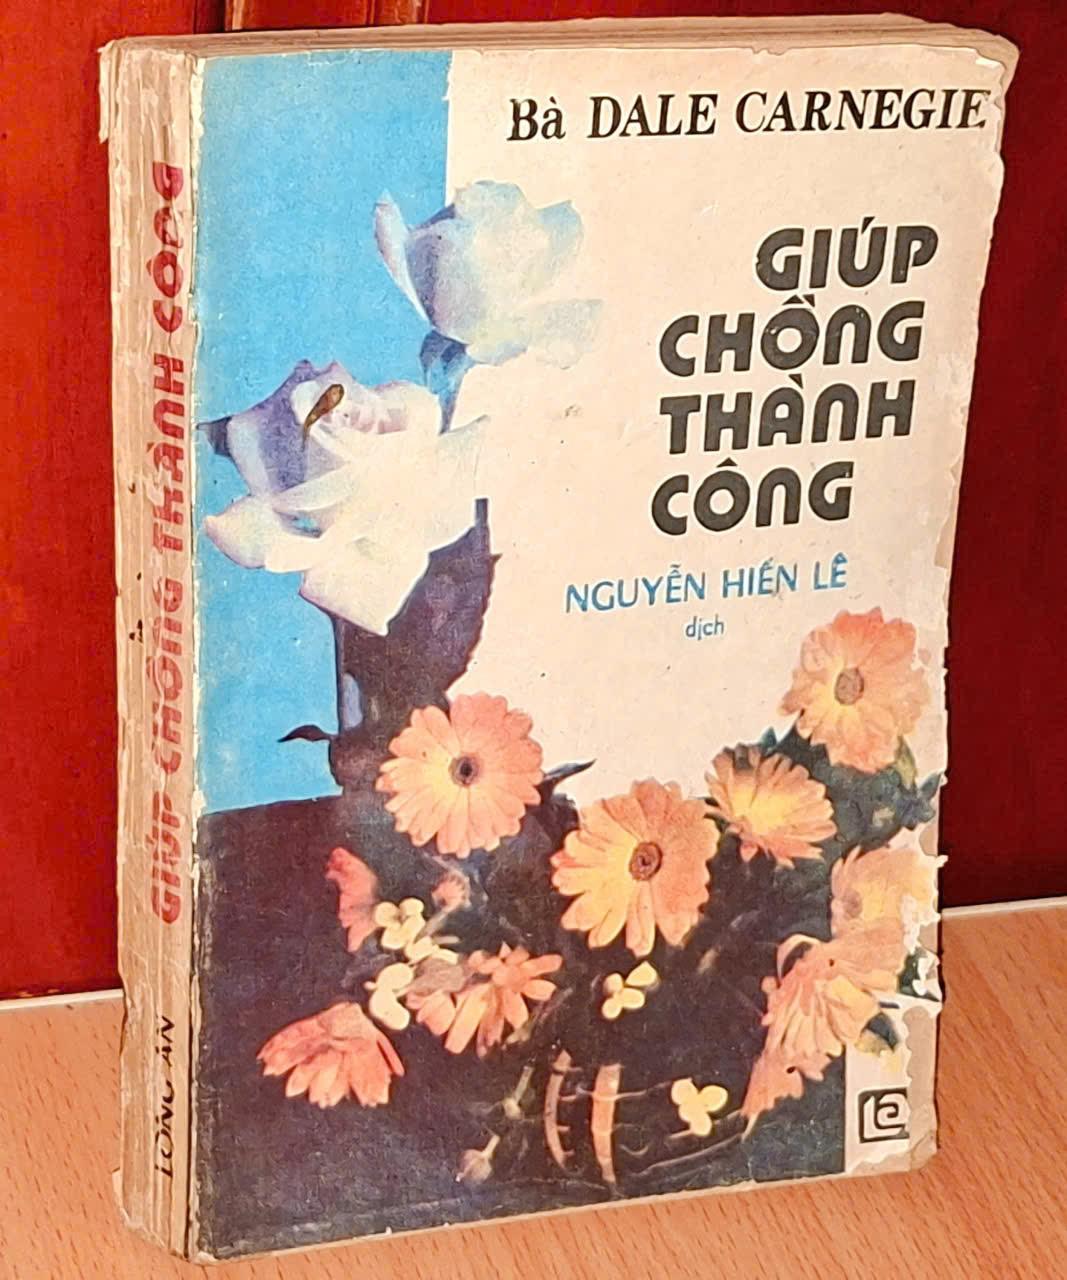 Bà DALE CARNEGIE
GIÚP
CHỒNG
THÀNH
CÔNG
NGUYỄN HIẾN LÊ
dịch
GIÚP CHỒNG THÀNH CÔNG
LONG AN